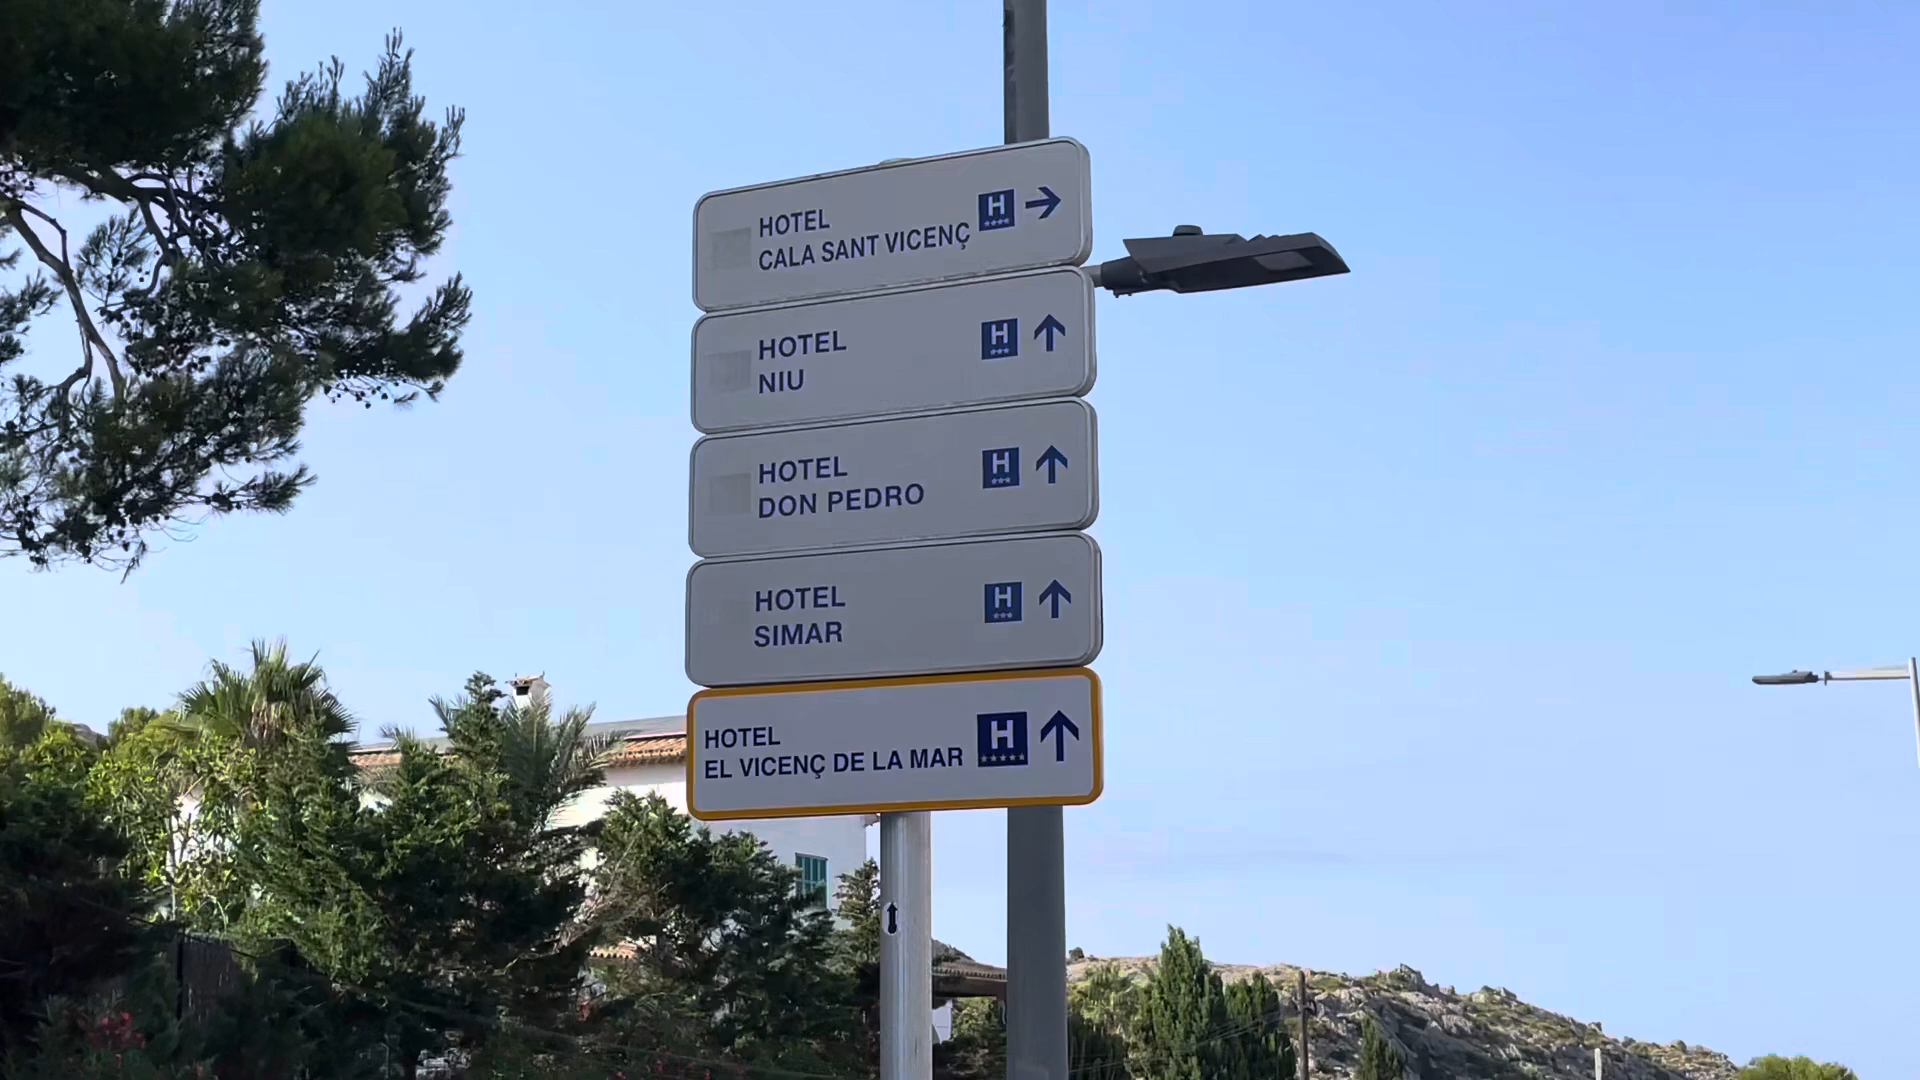 HOTEL
CALA SANT VICENÇ
H
HOTEL
NIU
H
HOTEL
DON PEDRO
H
HOTEL
SIMAR
H
HOTEL
EL VICENÇ DE LA MAR
H